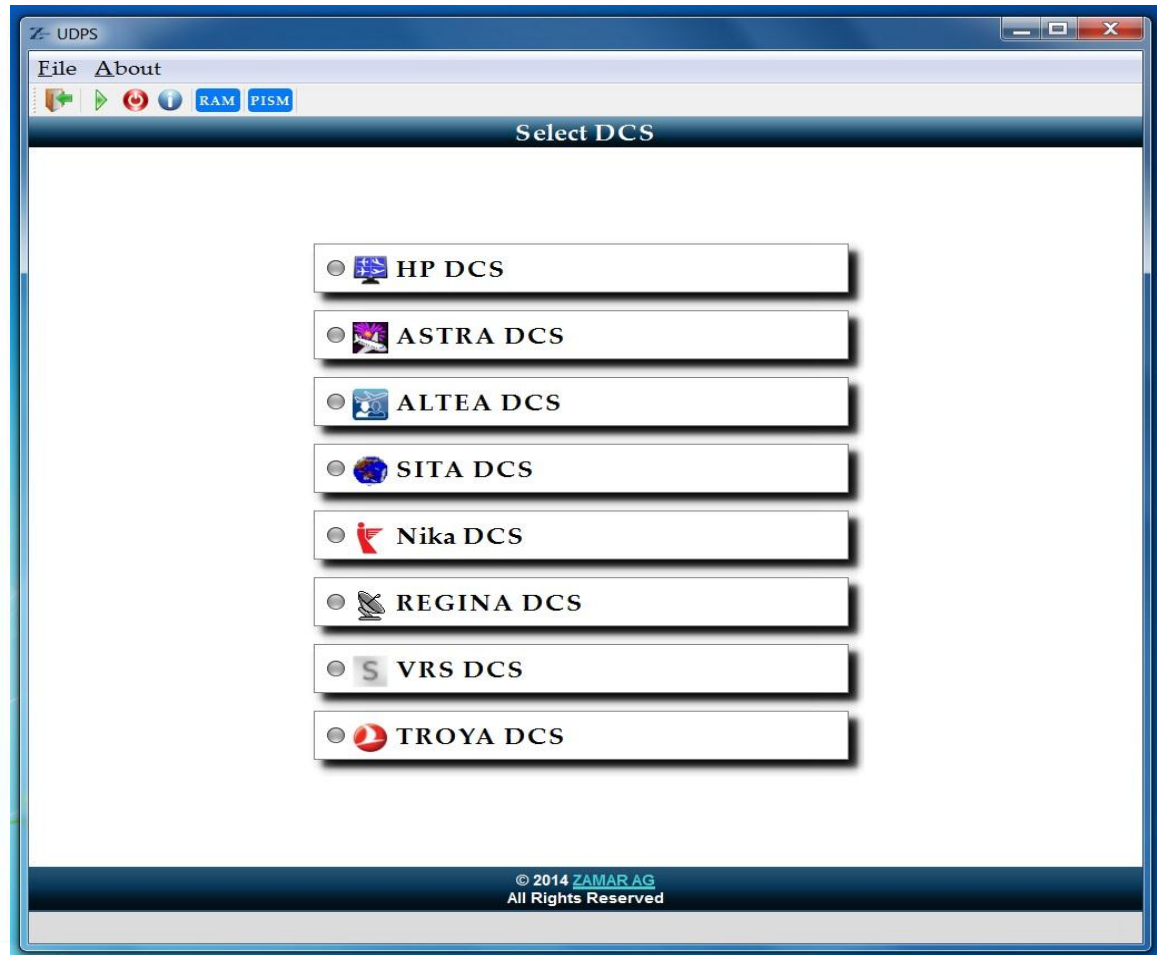 Z- UDPS
File About
RAM PISM
Select DCS
HP DCS
ASTRA DCS
ALTEA DCS
SITA DCS
Nika DCS
REGINA DCS
S VRS DCS
TROYA DCS
© 2014 ZAMAR AG
All Rights Reserved